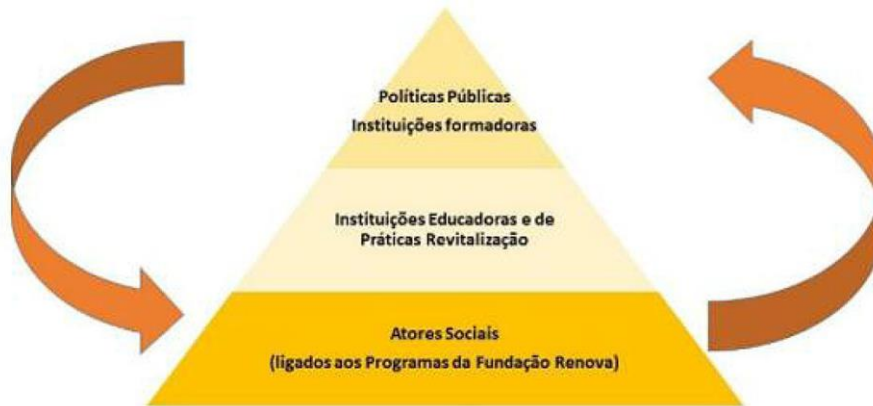 Políticas Públicas
Instituições formadoras
Instituições Educadoras e de
Práticas Revitalização
Atores Sociais
(ligados aos Programas da Fundação Renova)